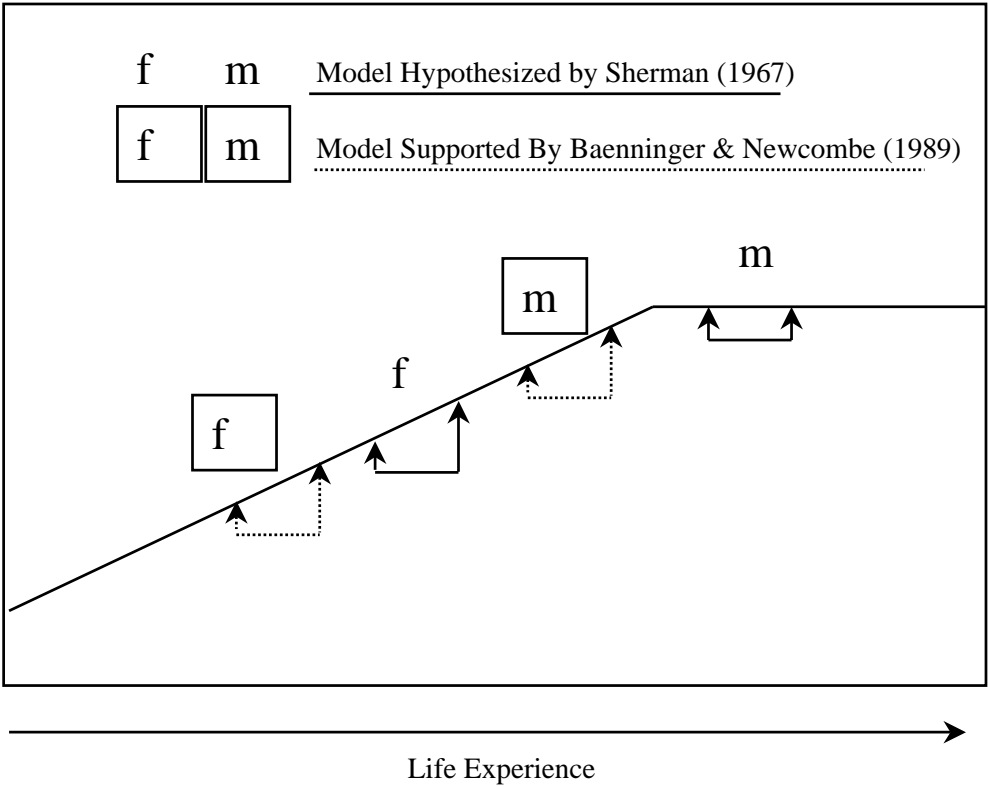 f m Model Hypothesized by Sherman (1967)
f m Model Supported By Baenninger & Newcombe (1989)
m
m
f
f
Life Experience